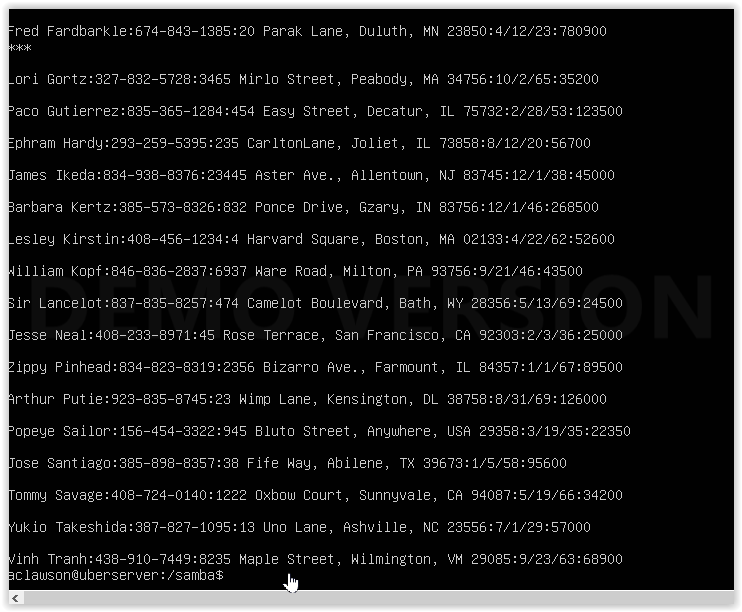 Fred Fardbarkle:674-843-1385:20 Parak Lane, Duluth, MN 23850:4/12/23:780900
***
Lori Gortz:327-832-5728:3465 Mirlo Street, Peabody, MA 34756:10/2/65:35200
Paco Gutierrez:835-365-1284:454 Easy Street, Decatur, IL 75732:2/28/53:123500
Ephram Hardy:293-259-5395:235 CarltonLane, Joliet, IL 73858:8/12/20:56700
James Ikeda:834-938-8376:23445 Aster Ave., Allentown, NJ 83745:12/1/38:45000
Barbara Kertz:385-573-8326:832 Ponce Drive, Gzary, IN 83756:12/1/46:268500
Lesley Kirstin:408-456-1234:4 Harvard Square, Boston, MA 02133:4/22/62:52600
William Kopf:846-836-2837:6937 Ware Road, Milton, PA 93756:9/21/46:43500
Sir Lancelot:837-835-8257:474 Camelot Boulevard, Bath, WY 28356:5/13/69:24500
DEMO VERSION
Jesse Neal:408-233-8971:45 Rose Terrace, San Francisco, CA 92303:2/3/36:25000
Zippy Pinhead:834-823-8319:2356 Bizarro Ave., Farmount, IL 84357:1/1/67:89500
Arthur Putie:923-835-8745:23 Wimp Lane, Kensington, DL 38758:8/31/69:126000
Popeye Sailor:156-454-3322:945 Bluto Street, Anywhere, USA 29358:3/19/35:22350
Jose Santiago:385-898-8357:38 Fife Way, Abilene, TX 39673:1/5/58:95600
Tommy Savage:408-724-0140:1222 Oxbow Court, Sunnyvale, CA 94087:5/19/66:34200
Yukio Takeshida:387-827-1095:13 Uno Lane, Ashville, NC 23556:7/1/29:57000
Vinh Tranh:438-910-7449:8235 Maple Street, Wilmington, VM 29085:9/23/63:68900
aclawson@uberserver:/samba$